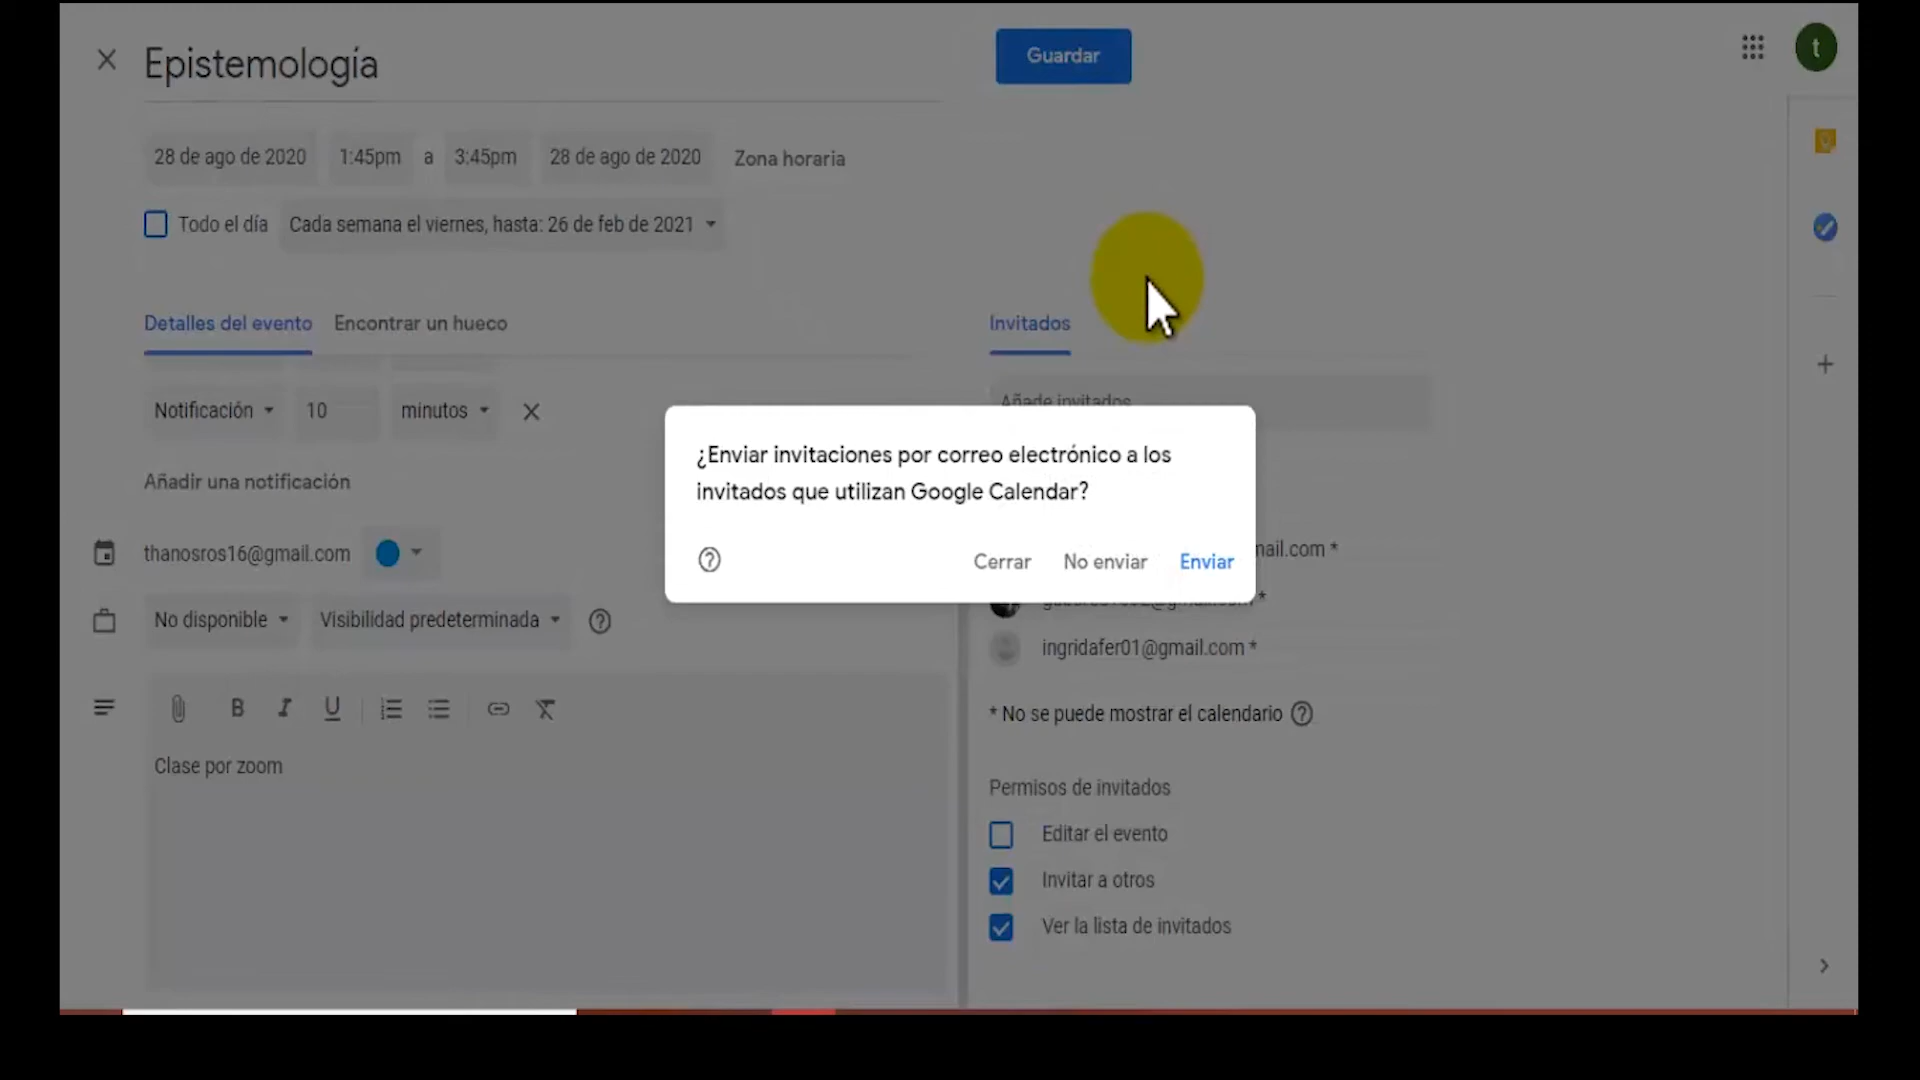 Epistemología
Guardar
t
28 de ago de 2020 1:45pm a 3:45pm 28 de ago de 2020 Zona horaria
Todo el día Cada semana el viernes, hasta: 26 de feb de 2021
Detalles del evento Encontrar un hueco
Invitados
Notificación 10 minutos
Añade invitados
¿Enviar invitaciones por correo electrónico a los
invitados que utilizan Google Calendar?
Cerrar No enviar Enviar
Añadir una notificación
thanosros16@gmail.com
nail.com *
No disponible Visibilidad predeterminada
ingridafer01@gmail.com *
* No se puede mostrar el calendario
B I U
Clase por zoom
Permisos de invitados
Editar el evento
Invitar a otros
Ver la lista de invitados